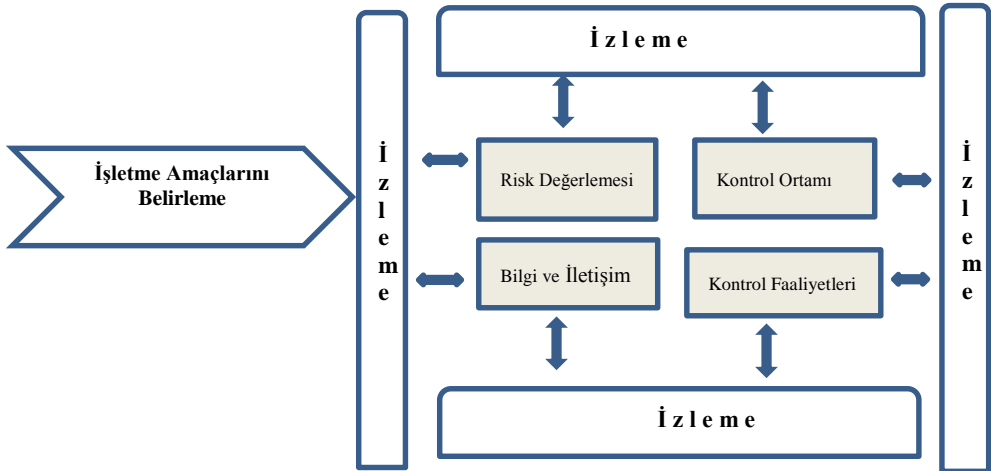 İ z l e m e
İşletme Amaçlarını
Belirleme
İ
z
l
e
m
e
Risk Değerlemesi
Kontrol Ortamı
Bilgi ve İletişim
Kontrol Faaliyetleri
İ
z
l
e
m
e
İ z l e m e